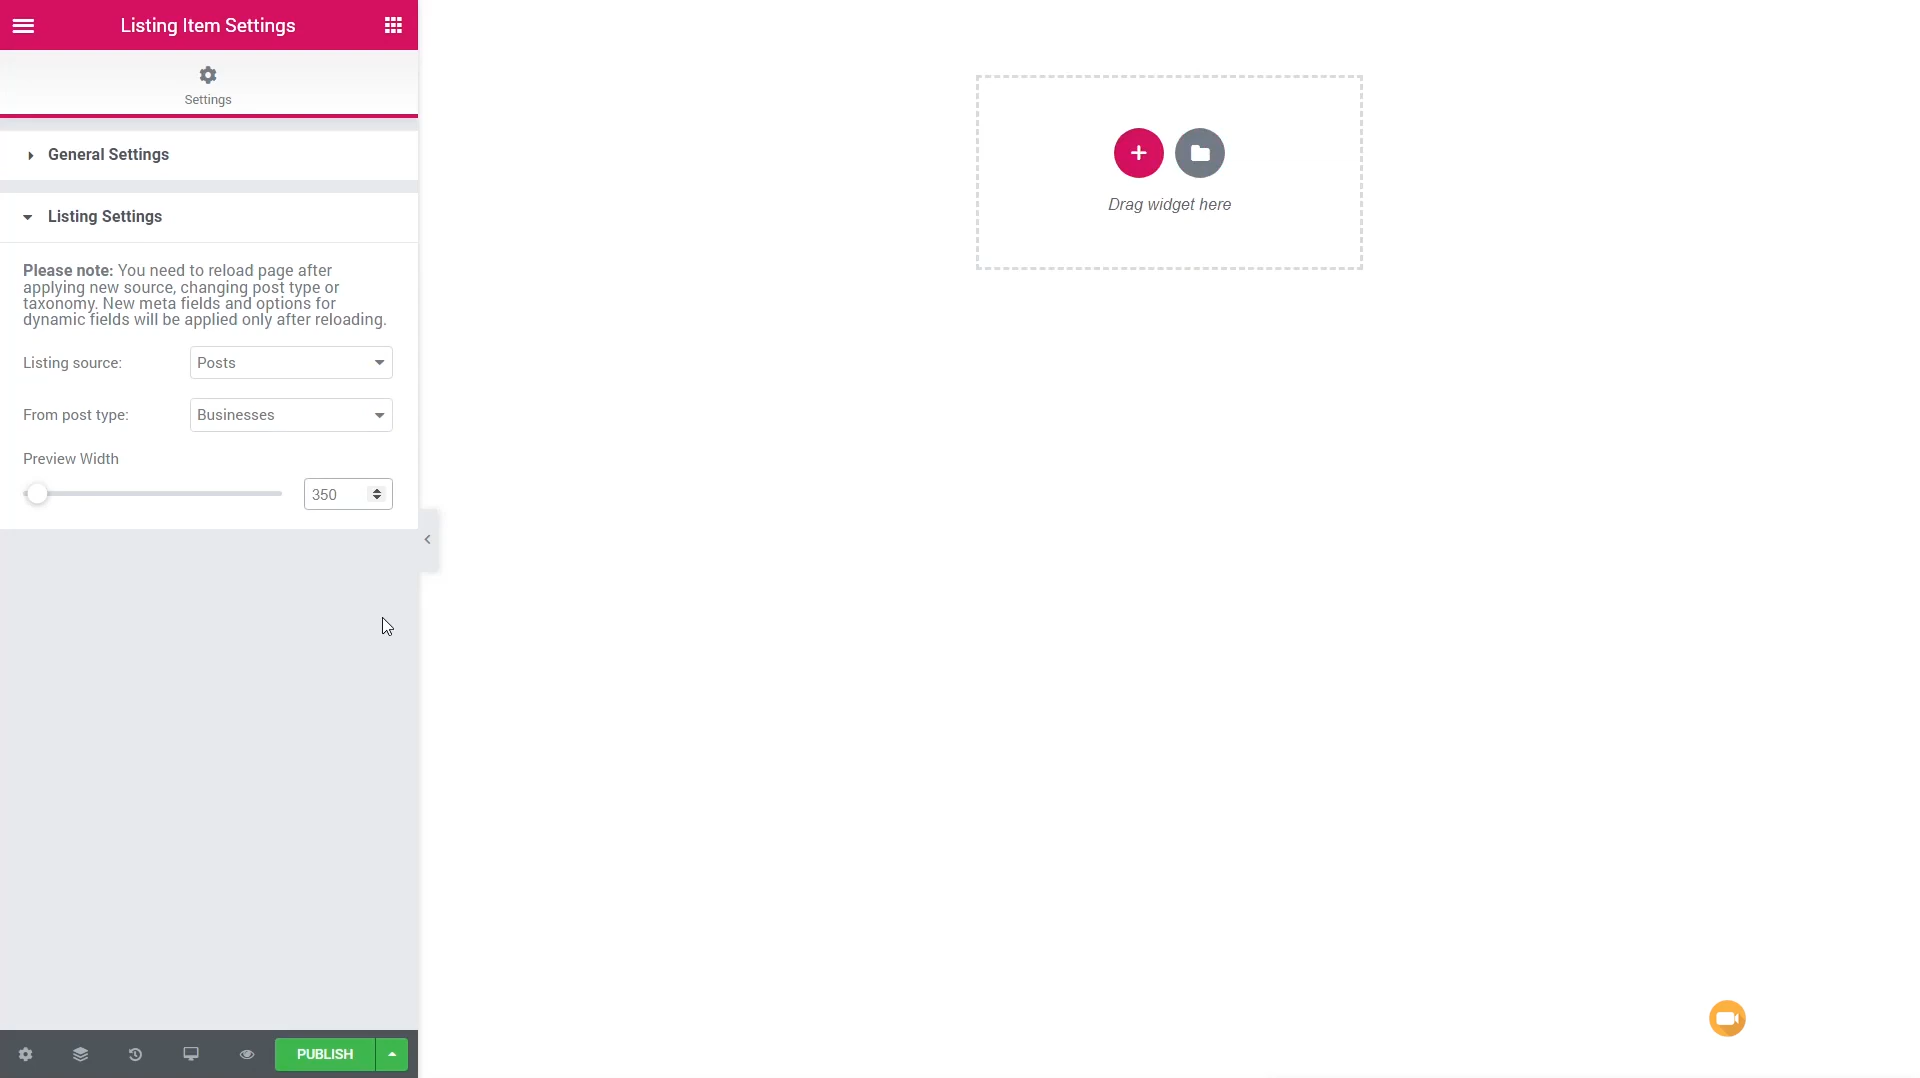 Listing Item Settings
Settings
General Settings
Listing Settings
Please note: You need to reload page after
applying new source, changing post type or
taxonomy. New meta fields and options for
dynamic fields will be applied only after reloading.
Listing source:
Posts
From post type:
Businesses
Preview Width
350
PUBLISH
Drag widget here